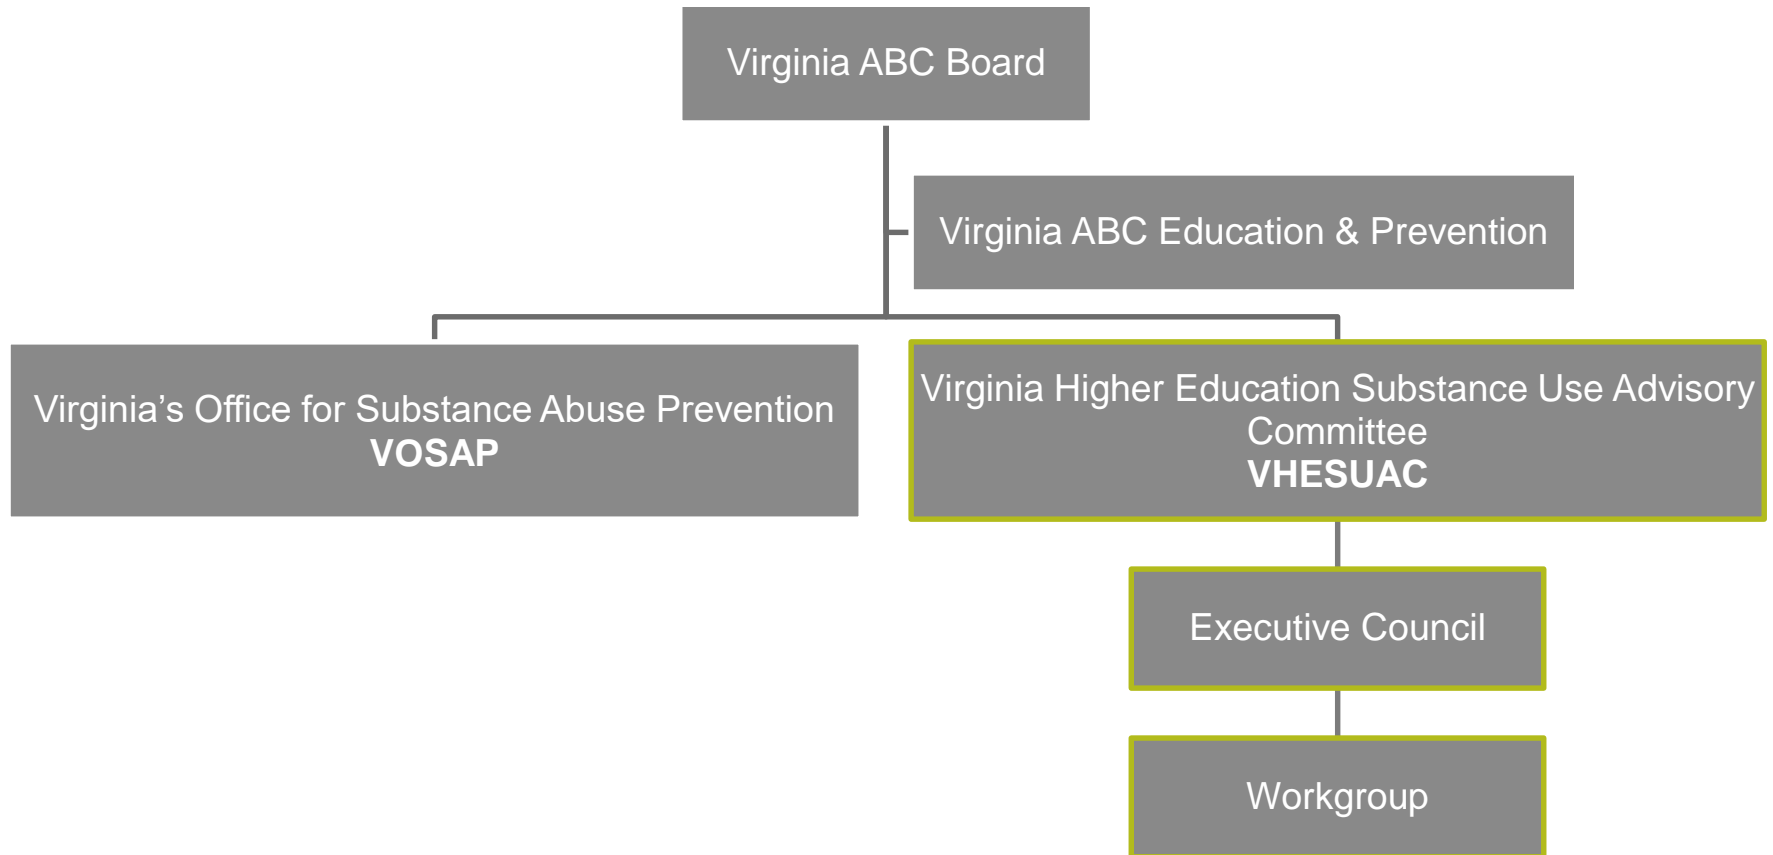 Virginia ABC Board
Virginia ABC Education & Prevention
Virginia’s Office for Substance Abuse Prevention
VOSAP
Virginia Higher Education Substance Use Advisory
Committee
VHESUAC
Executive Council
Workgroup